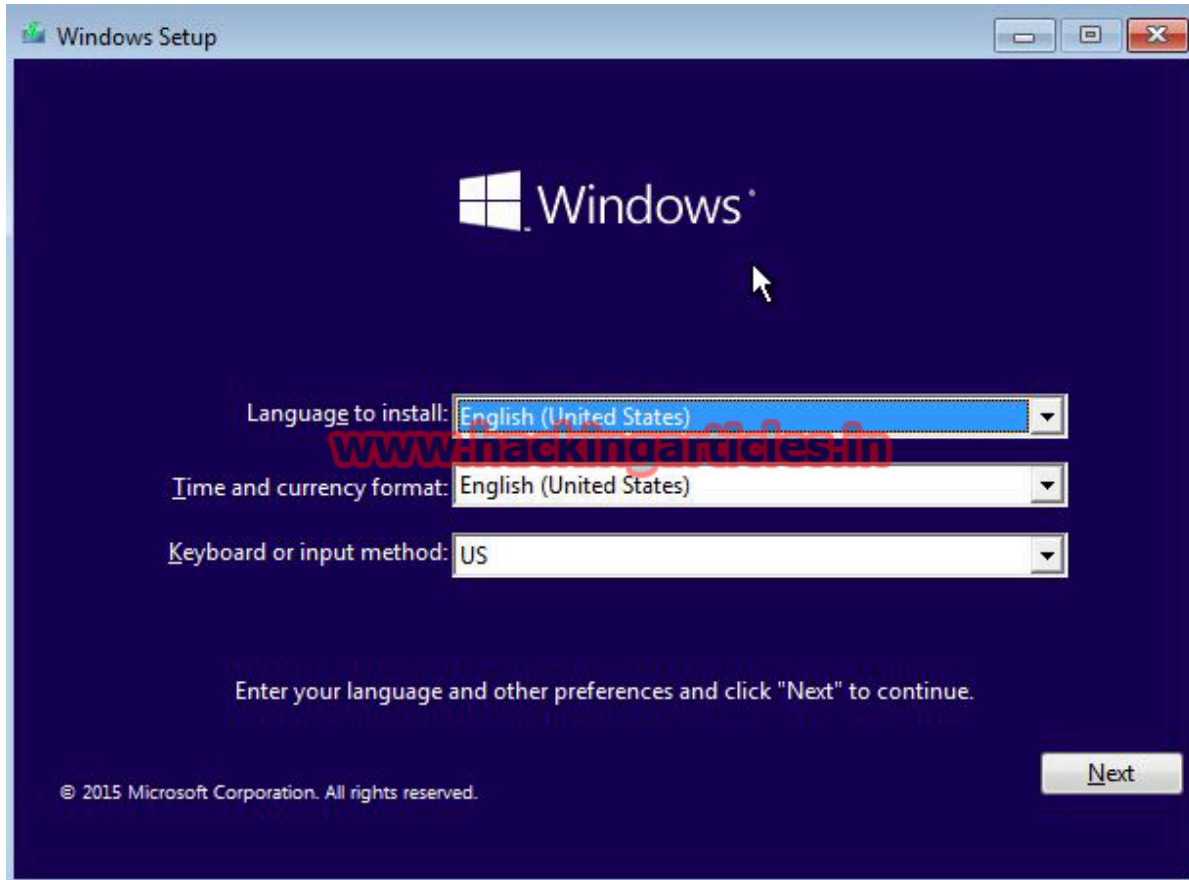 Windows Setup
Windows
Language to install: English (United States)
www.hackingarticles.in
Time and currency format: English (United States)
Keyboard or input method: US
Enter your language and other preferences and click "Next" to continue.
Next
© 2015 Microsoft Corporation. All rights reserved.